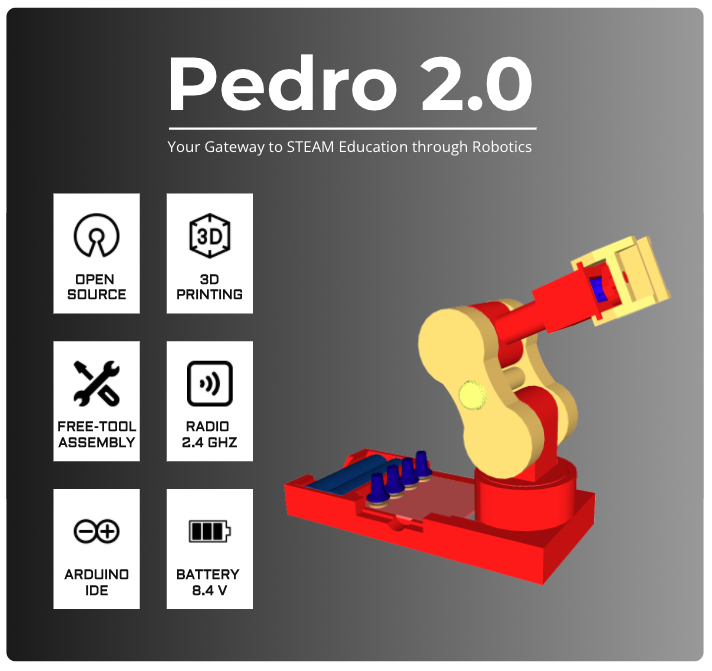 Pedro 2.0
Your Gateway to STEAM Education through Robotics
OPEN
SOURCE
3D
3D
PRINTING
FREE-TOOL
ASSEMBLY
RADIO
2.4 GHZ
ARDUINO
IDE
BATTERY
8.4 V